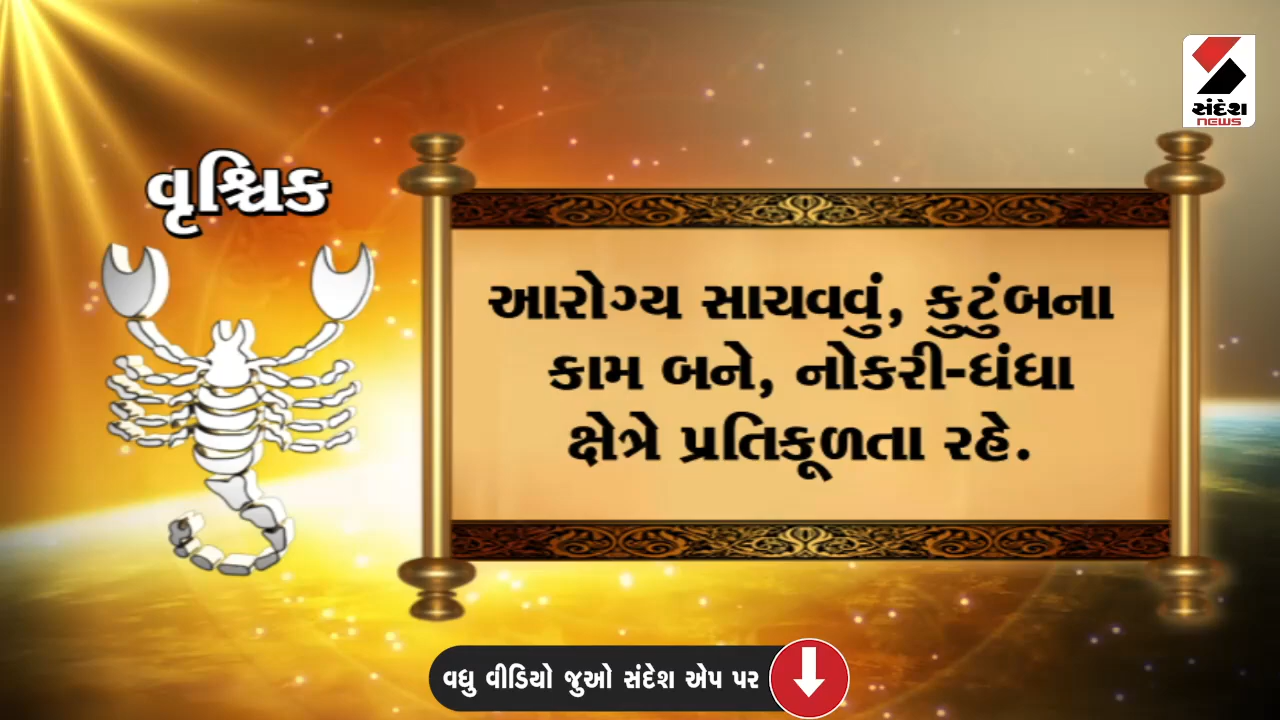 સંદેશ
NEWS
વૃશ્ચિક
આરોગ્ય સાચવવું, કુટુંબના
કામ બને, નોકરી-ધંધા
ક્ષેત્રે પ્રતિકૂળતા રહે.
વધુ વીડિયો જુઓ સંદેશ એપ પર